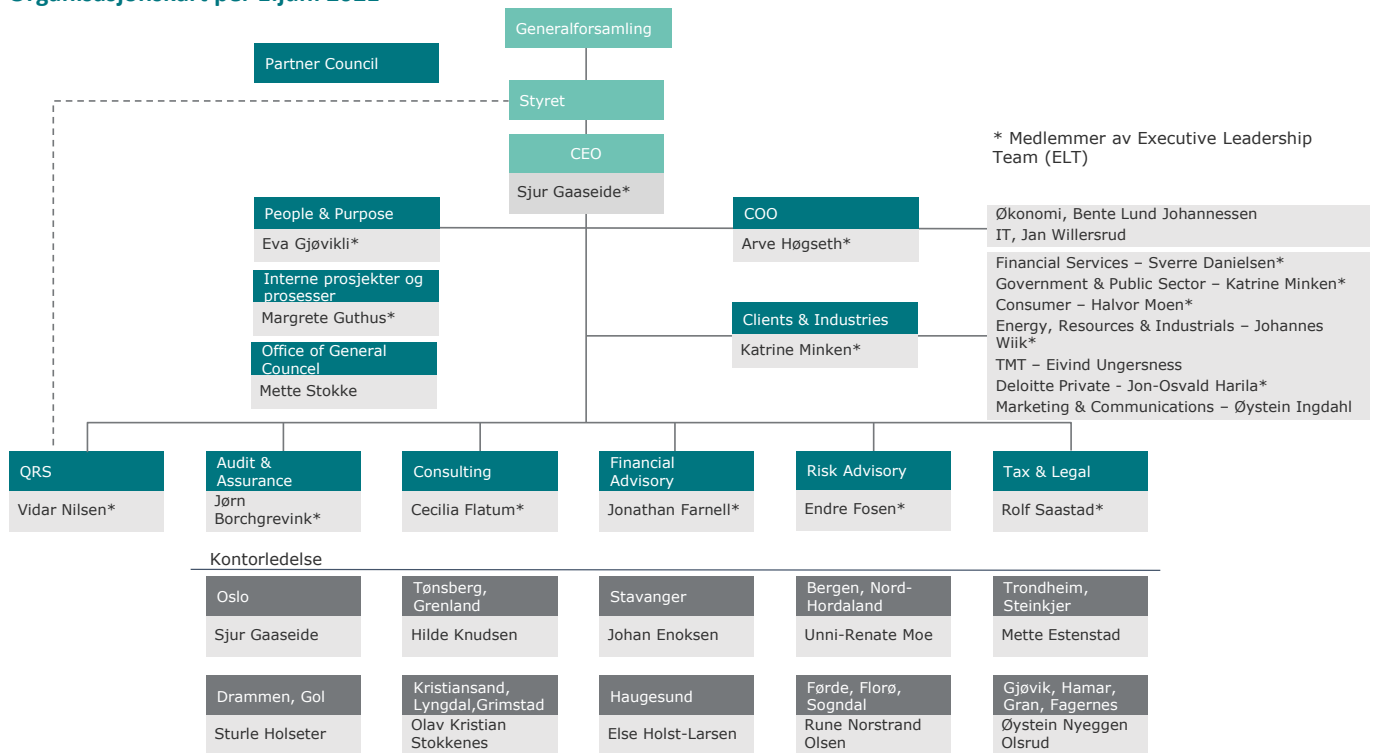 Organisasjonskart per 1.juni 2022
Generalforsamling
Partner Council
Styret
CEO
Sjur Gaaseide*
* Medlemmer av Executive Leadership
Team (ELT)
People & Purpose
Eva Gjøvikli*
COO
Arve Høgseth*
Økonomi, Bente Lund Johannessen
IT, Jan Willersrud
Interne prosjekter og
prosesser
Margrete Guthus*
Office of General
Councel
Mette Stokke
Clients & Industries
Katrine Minken*
Financial Services – Sverre Danielsen*
Government & Public Sector – Katrine Minken*
Consumer – Halvor Moen*
Energy, Resources & Industrials – Johannes
Wiik*
TMT – Eivind Ungersness
Deloitte Private - Jon-Osvald Harila*
Marketing & Communications – Øystein Ingdahl
QRS
Vidar Nilsen*
Audit &
Assurance
Jørn
Borchgrevink*
Consulting
Cecilia Flatum*
Financial
Advisory
Jonathan Farnell*
Risk Advisory
Endre Fosen*
Tax & Legal
Rolf Saastad*
Kontorledelse
Oslo
Sjur Gaaseide
Tønsberg,
Grenland
Hilde Knudsen
Stavanger
Johan Enoksen
Bergen, Nord-
Hordaland
Unni-Renate Moe
Trondheim,
Steinkjer
Mette Estenstad
Drammen, Gol
Sturle Holseter
Kristiansand,
Lyngdal,Grimstad
Olav Kristian
Stokkenes
Haugesund
Else Holst-Larsen
Førde, Florø,
Sogndal
Rune Norstrand
Olsen
Gjøvik, Hamar,
Gran, Fagernes
Øystein Nyeggen
Olsrud